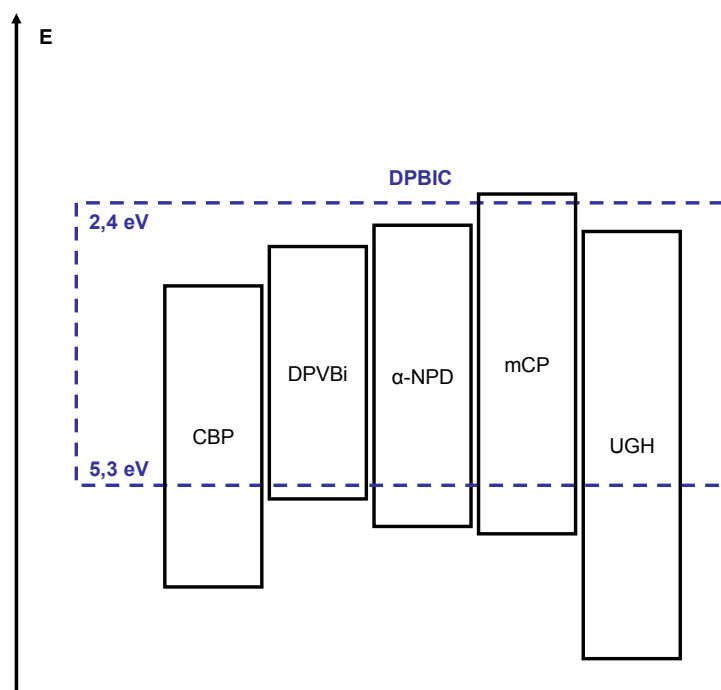 E
DPBIC
2,4 eV
DPVBi
α-NPD
mCP
CBP
UGH
5,3 eV